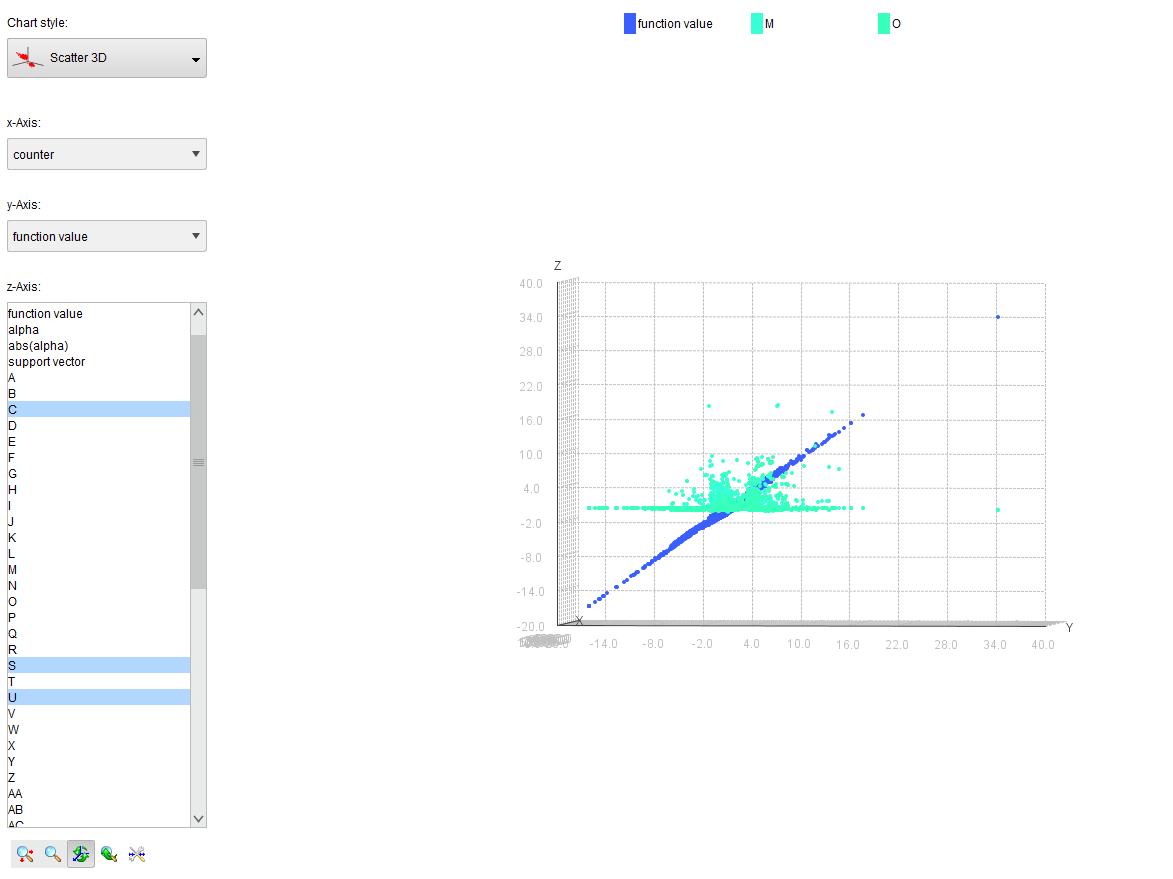 Chart style:
Scatter 3D
x-Axis:
counter
y-Axis:
function value
z-Axis:
function value
alpha
abs(alpha)
support vector
A
B
C
D
E
F
G
H
I
J
K
L
M
N
O
P
Q
R
S
T
U
V
W
X
Y
Z
AA
AB
AC
function value M O
Z
40.0
34.0
28.0
22.0
16.0
10.0
4.0
-2.0
-8.0
-14.0
-20.0
X
Y
-14.0 -8.0 -2.0 4.0 10.0 16.0 22.0 28.0 34.0 40.0